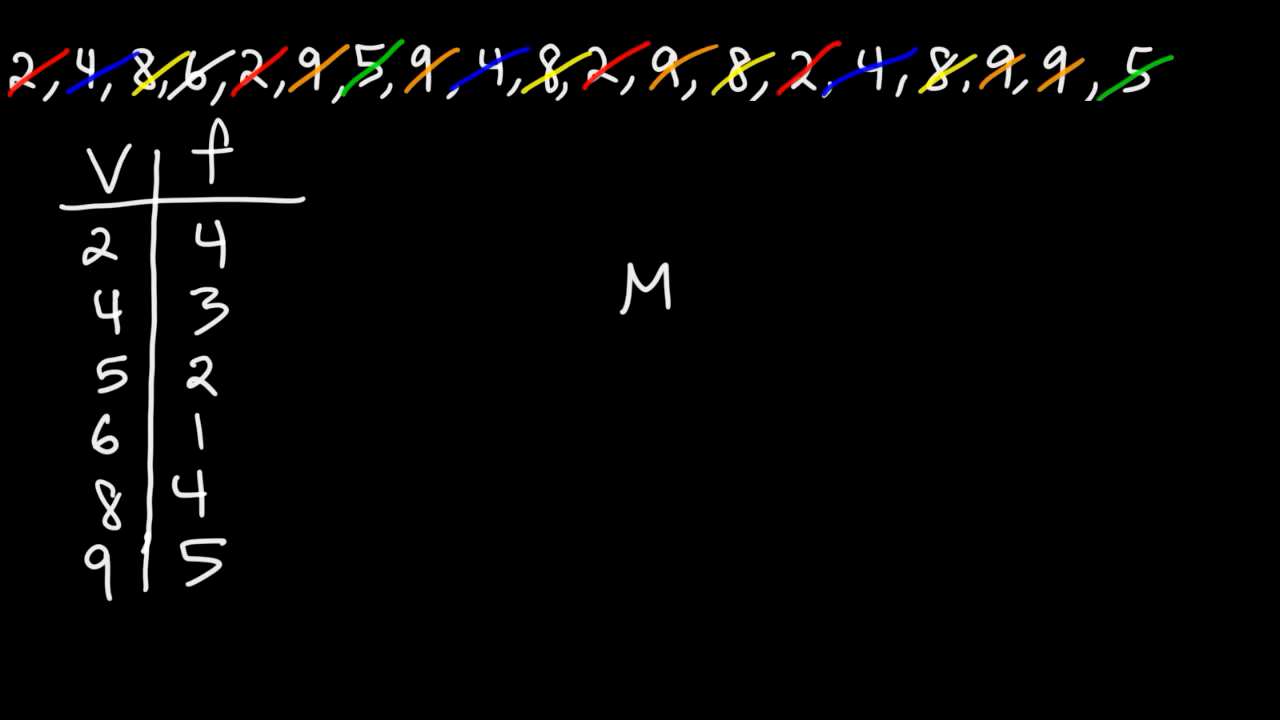 2, 4, 8, 6, 2, 9, 5, 9, 4, 8, 2, 9, 8, 2, 4, 8, 9, 9, 5
V f
2 4
4 3
M
5 2
6 1
8 4
9 5